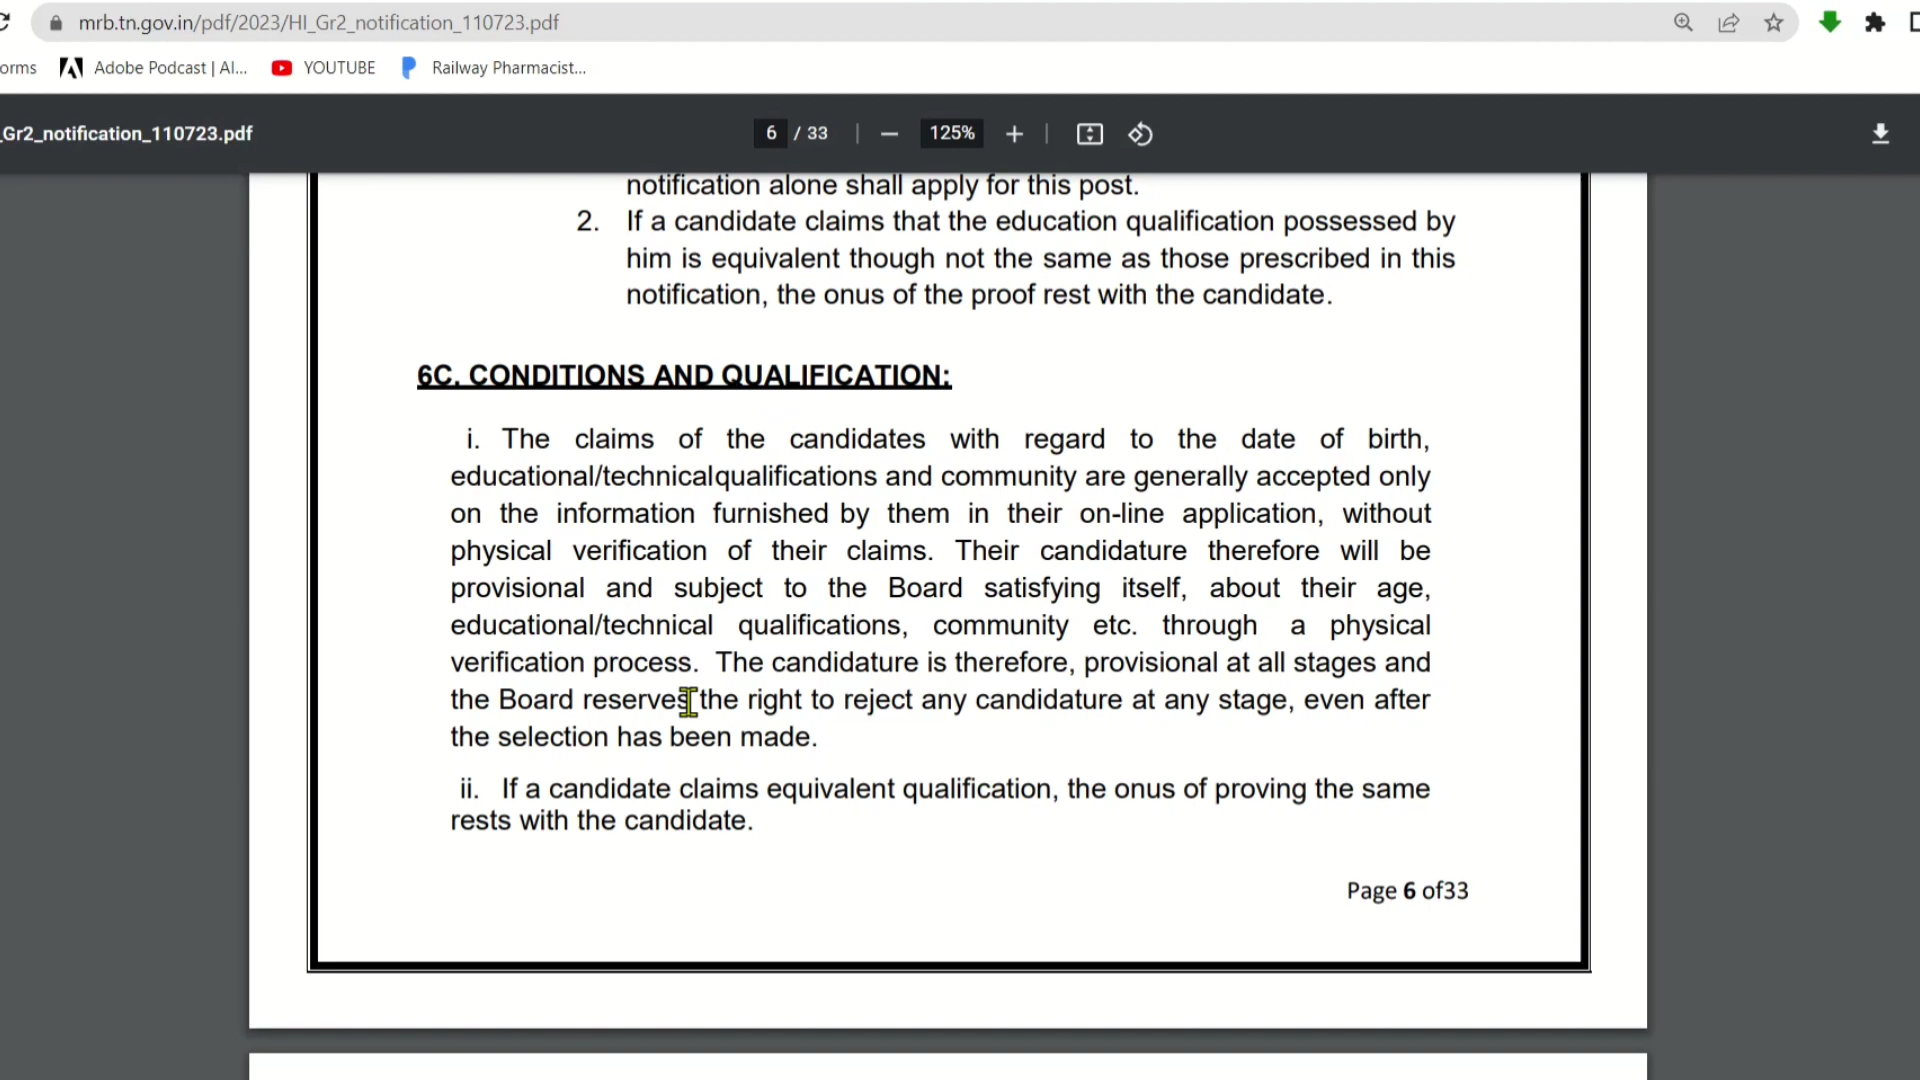 mrb.tn.gov.in/pdf/2023/HI_Gr2_notification_110723.pdf
orms Adobe Podcast | AI... YOUTUBE Railway Pharmacist...
_Gr2_notification_110723.pdf 6 / 33 | — 125% + |
notification alone shall apply for this post.
2. If a candidate claims that the education qualification possessed by
him is equivalent though not the same as those prescribed in this
notification, the onus of the proof rest with the candidate.
6C. CONDITIONS AND QUALIFICATION:
i. The claims of the candidates with regard to the date of birth,
educational/technicalqualifications and community are generally accepted only
on the information furnished by them in their on-line application, without
physical verification of their claims. Their candidature therefore will be
provisional and subject to the Board satisfying itself, about their age,
educational/technical qualifications, community etc. through a physical
verification process. The candidature is therefore, provisional at all stages and
the Board reserves the right to reject any candidature at any stage, even after
the selection has been made.
ii. If a candidate claims equivalent qualification, the onus of proving the same
rests with the candidate.
Page 6 of33